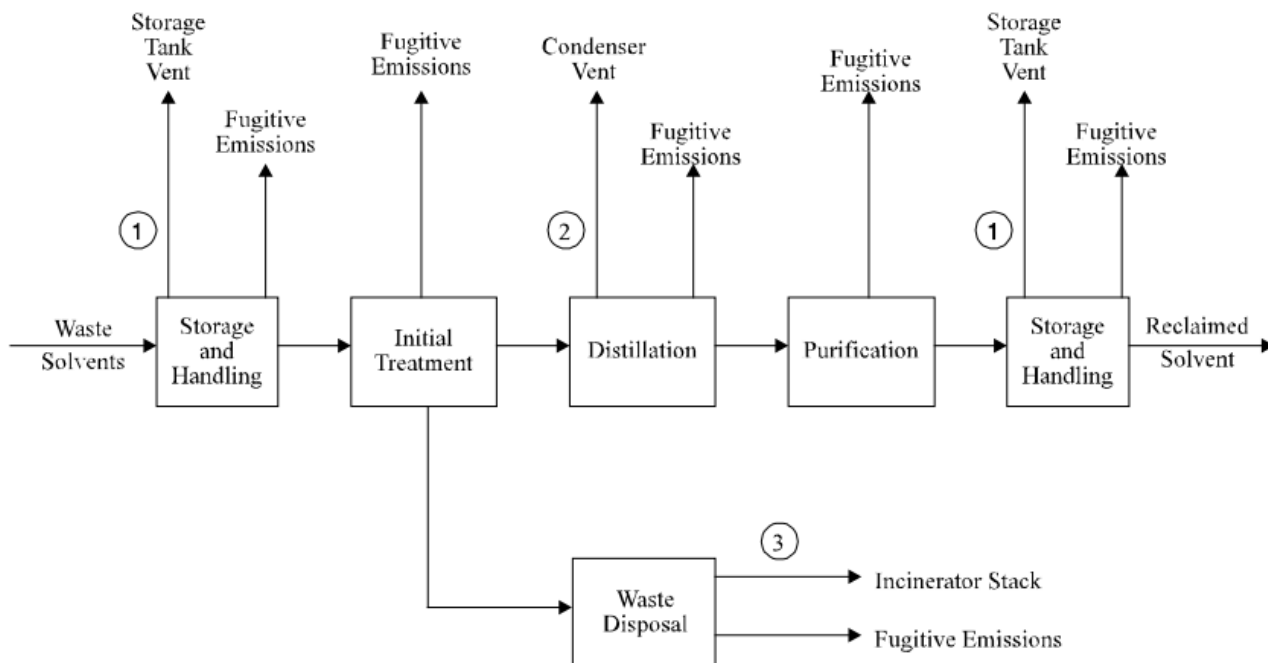 Storage
Tank
Vent
Fugitive
Emissions
Fugitive
Emissions
Condenser
Vent
Fugitive
Emissions
Fugitive
Emissions
Storage
Tank
Vent
Fugitive
Emissions
1
2
1
Waste
Solvents
Storage
and
Handling
Initial
Treatment
Distillation
Purification
Storage
and
Handling
Reclaimed
Solvent
3
Waste
Disposal
Incinerator Stack
Fugitive Emissions